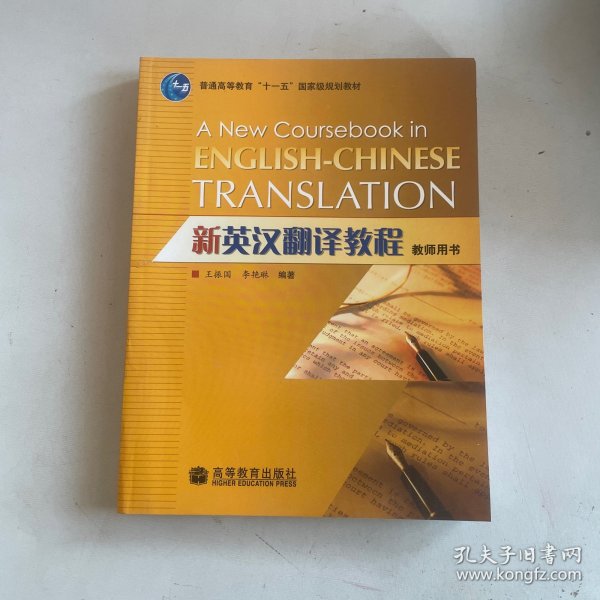 十一五
普通高等教育“十一五”国家级规划教材
A New Coursebook in
ENGLISH-CHINESE
TRANSLATION
新英汉翻译教程 教师用书
王振国 李艳琳 编著
高等教育出版社
HIGHER EDUCATION PRESS
孔夫子旧书网
www.kongfz.com